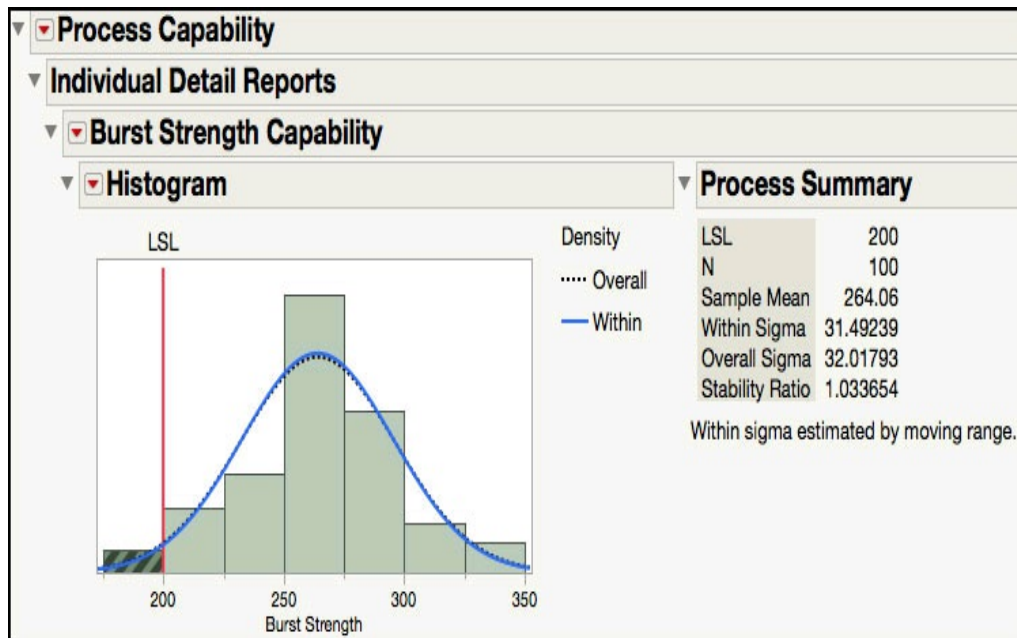 Process Capability
Individual Detail Reports
Burst Strength Capability
Histogram
LSL
200 250 300 350
Burst Strength
Density
Overall
Within
Process Summary
LSL 200
N 100
Sample Mean 264.06
Within Sigma 31.49239
Overall Sigma 32.01793
Stability Ratio 1.033654
Within sigma estimated by moving range.